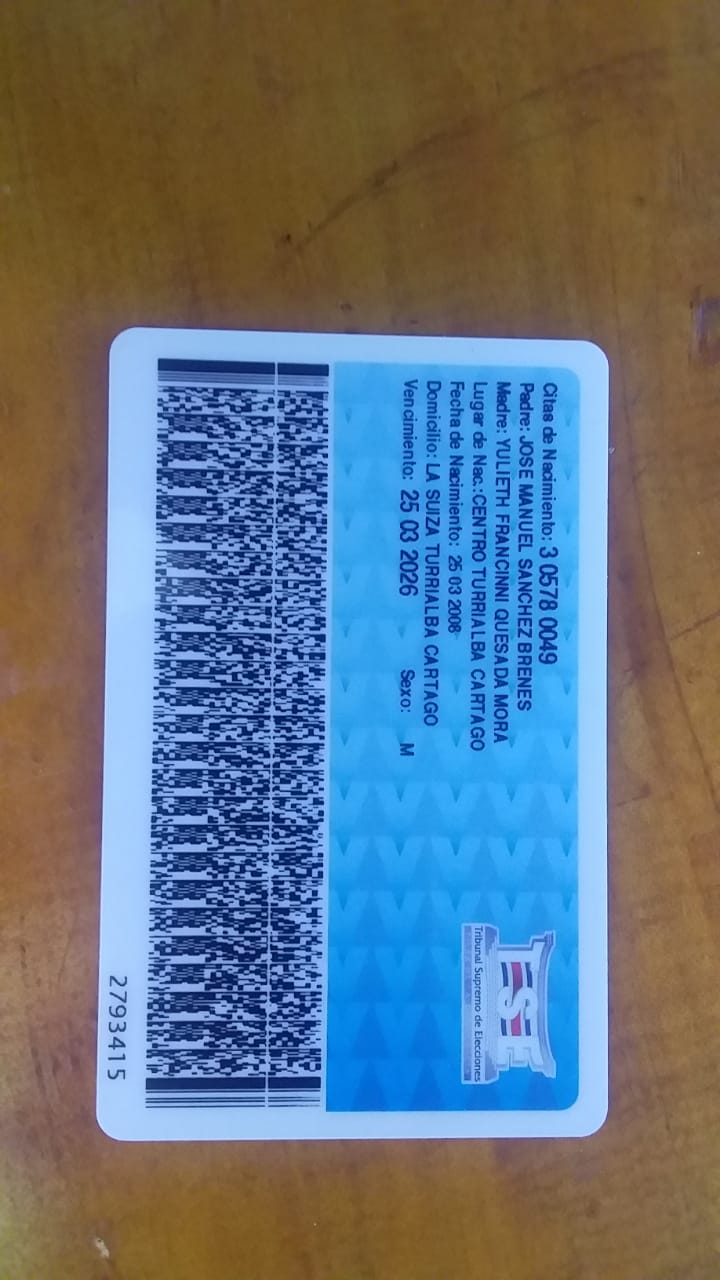 Citas de Nacimiento: 3 0578 0049
Padre: JOSE MANUEL SANCHEZ BRENES
Madre: YULIETH FRANCINNI QUESADA MORA
Lugar de Nac.:CENTRO TURRIALBA CARTAGO
Fecha de Nacimiento: 25 03 2008
Domicilio: LA SUIZA TURRIALBA CARTAGO
Vencimiento: 25 03 2026 Sexo: M
TSE
Tribunal Supremo de Elecciones
2793415